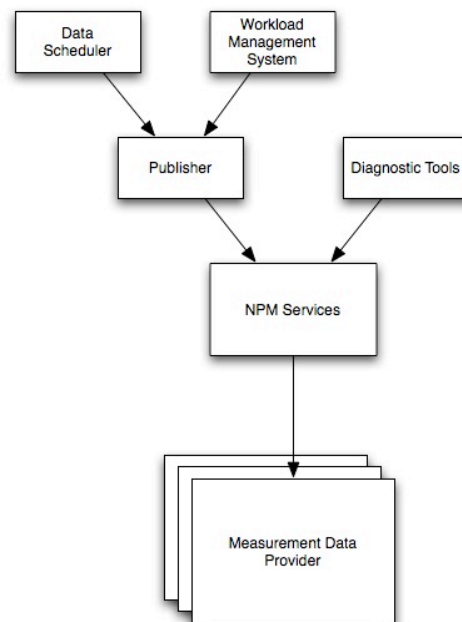 Data
Scheduler
Workload
Management
System
Publisher
Diagnostic Tools
NPM Services
Measurement Data
Provider